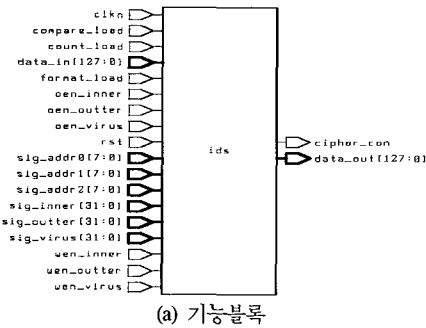 clkn
compare_load
count_load
data_in[127:0]
format_load
oen_inner
oen_outter
oen_virus
rst
sig_addr0[7:0]
sig_addr1[7:0]
sig_addr2[7:0]
sig_inner[31:0]
sig_outter[31:0]
sig_virus[31:0]
wen_inner
wen_outter
wen_virus
ids
cipher_con
data_out[127:0]
(a) 기능블록